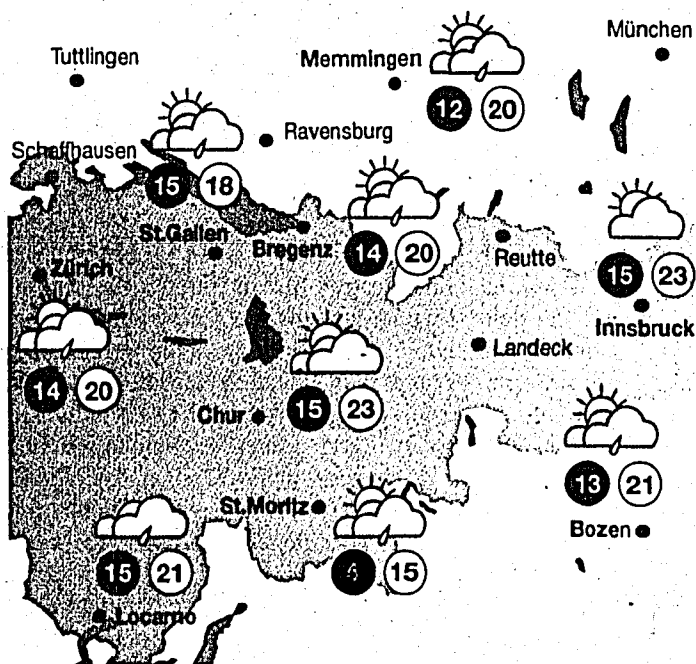 München
Tuttlingen
Memmingen
12 20
Ravensburg
Schaffhausen
15 18
St.Gallen
Bregenz
14 20
Reutte
15 23
Innsbruck
Zürich
14 20
Landeck
Chur
15 23
13 21
Bozen
St.Moritz
4 15
15 21
Locarno